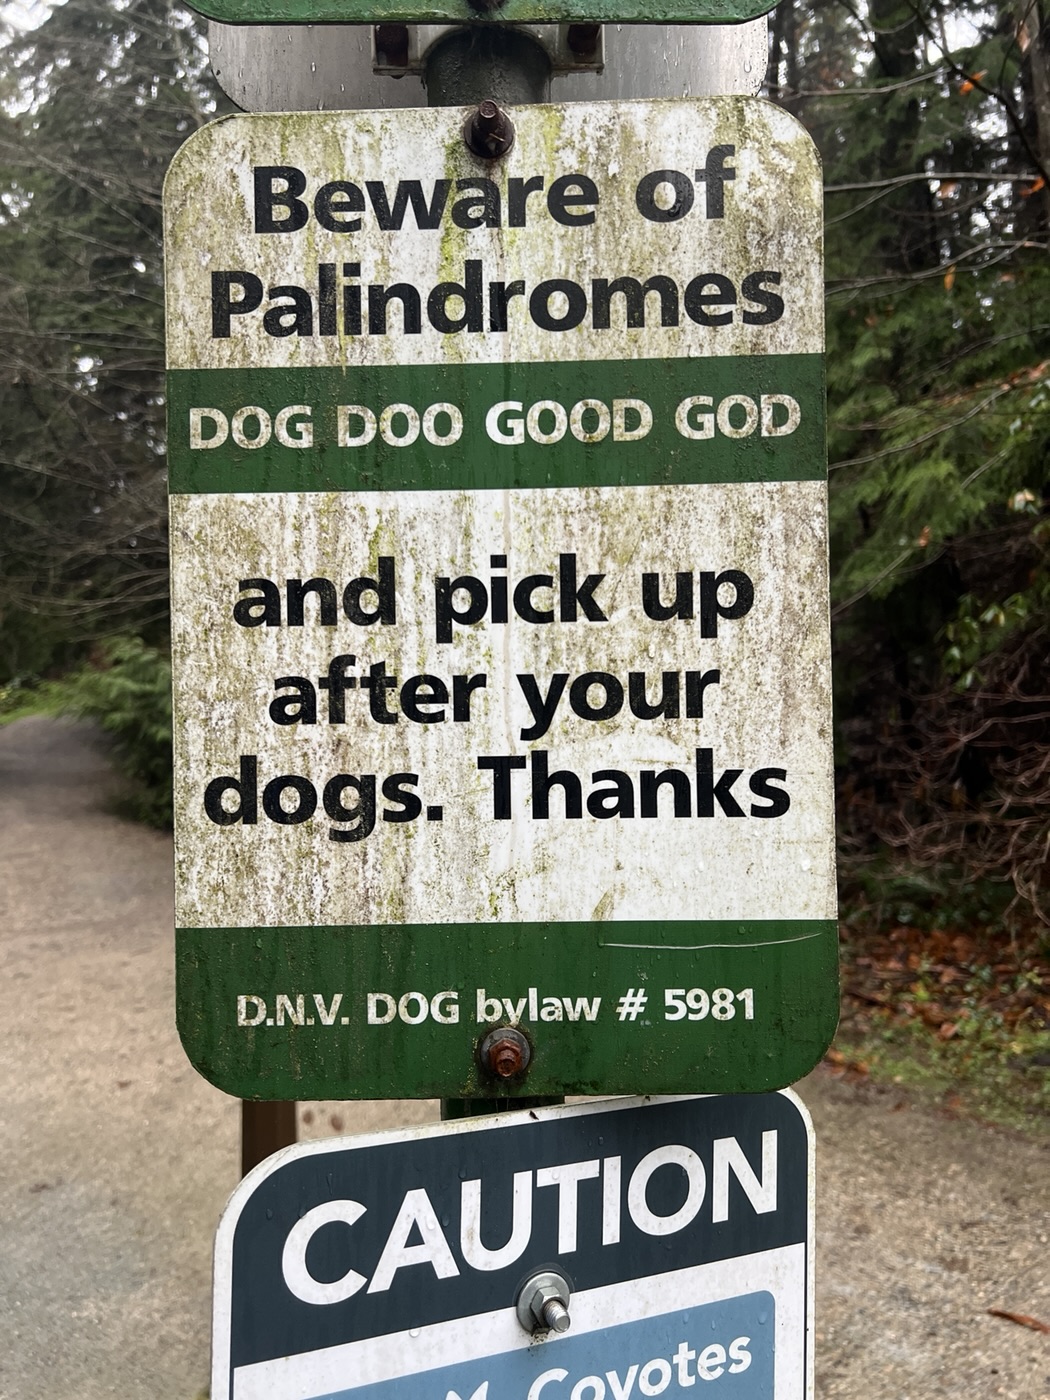 Beware of
Palindromes
DOG DOO GOOD GOD
and pick up
after your
dogs. Thanks
D.N.V. DOG bylaw # 5981
CAUTION
Coyotes